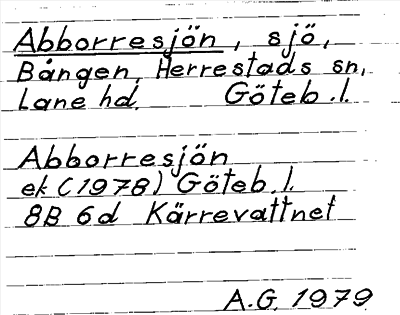 Abborresjön, sjö,
Bången, Herrestads sn,
Lane hd. Göteb. l.
Abborresjön
ek (1978) Göteb. l.
8B 6d Kärrevattnet
A.G. 1979